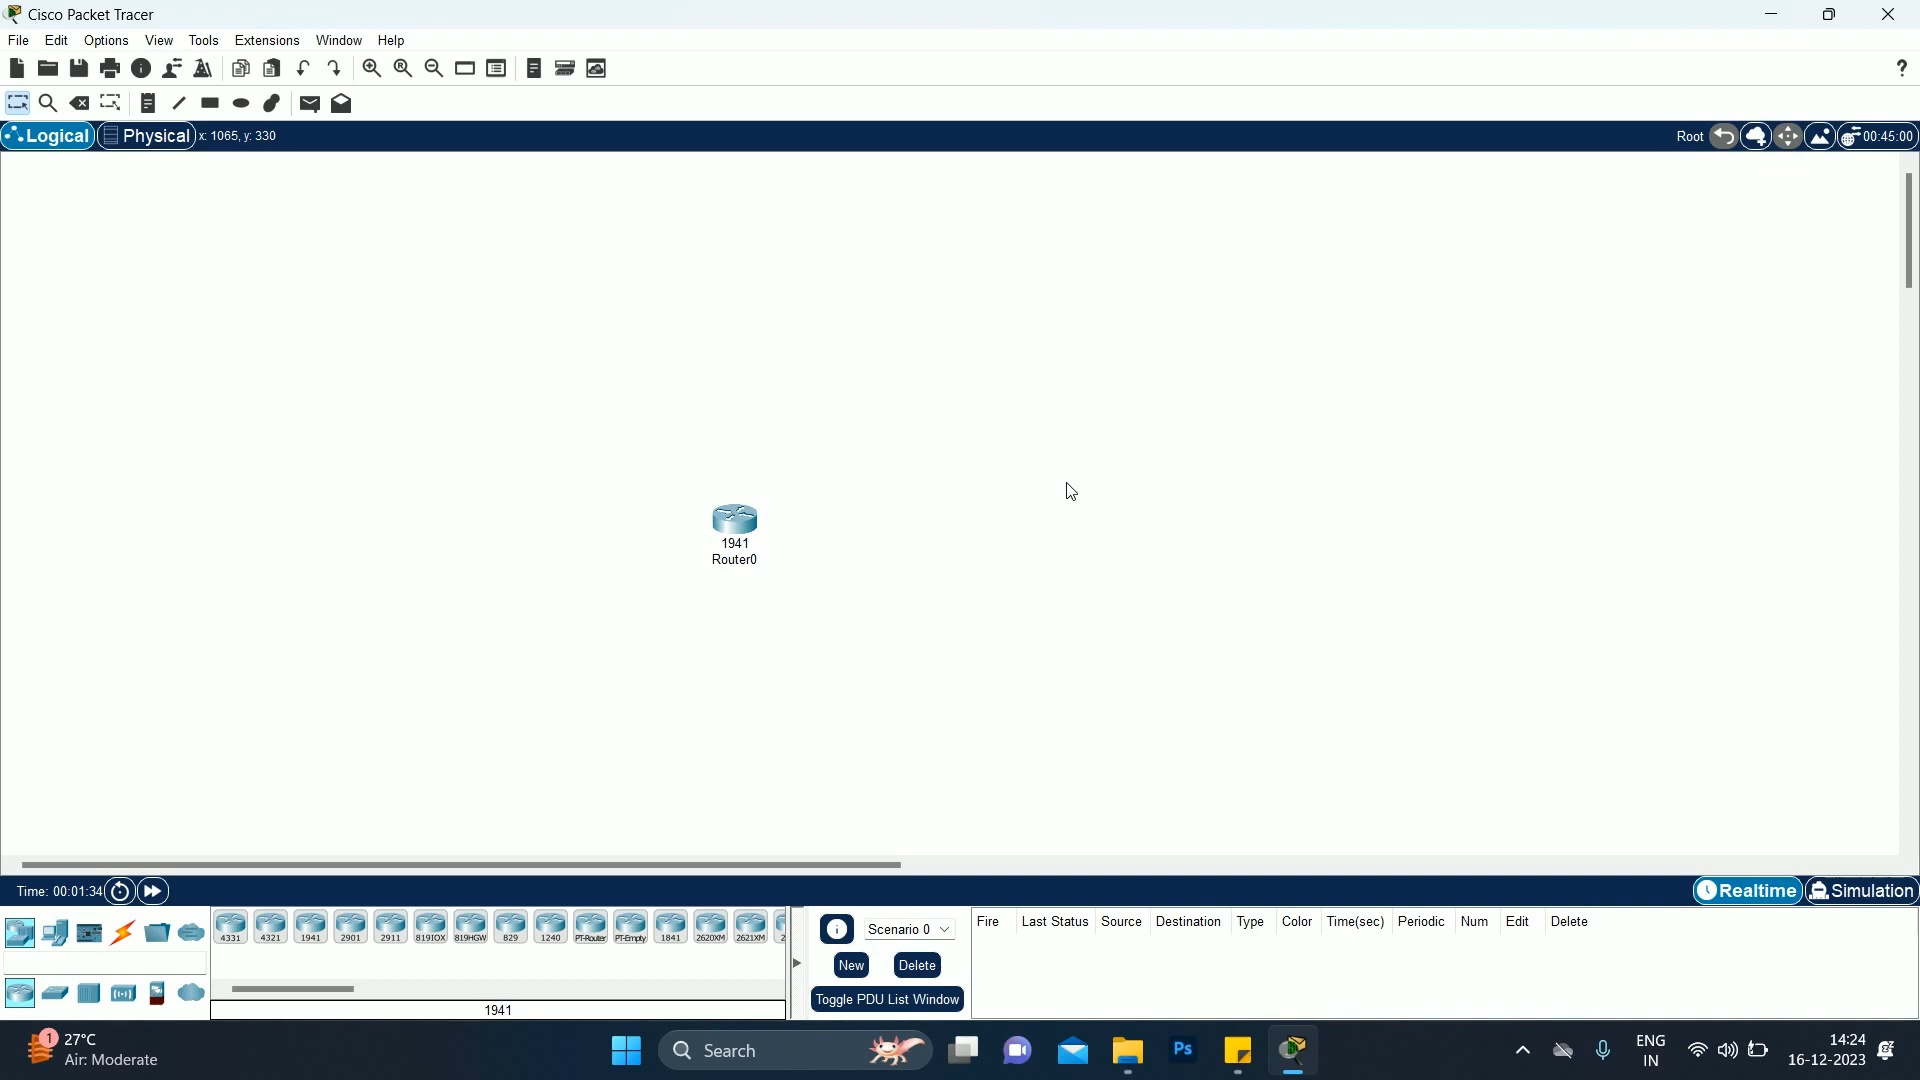 Cisco Packet Tracer
File Edit Options View Tools Extensions Window Help
Logical Physical x: 1065, y: 330 Root 00:45:00
1941
Router0
Time: 00:01:34 Realtime Simulation
4331 4321 1941 2901 2911 819IOX 819HGW 829 1240 PT-Router PT-Empty 1841 2620XM 2621XM 2
Scenario 0
New Delete
Toggle PDU List Window
1941
Fire Last Status Source Destination Type Color Time(sec) Periodic Num Edit Delete
1
27°C
Air: Moderate
Search
Ps
ENG
IN
14:24
16-12-2023